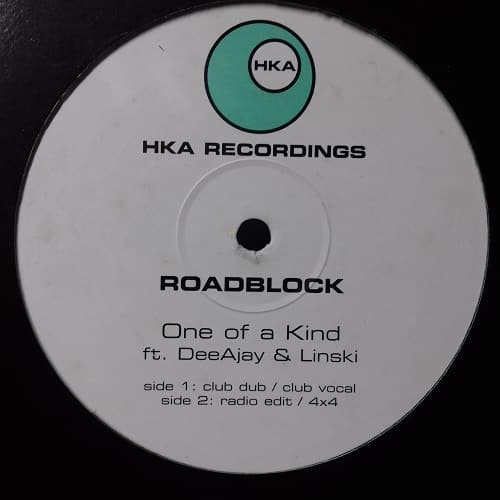 HKA
HKA RECORDINGS
ROADBLOCK
One of a Kind
ft. DeeAjay & Linski
side 1: club dub / club vocal
side 2: radio edit / 4x4